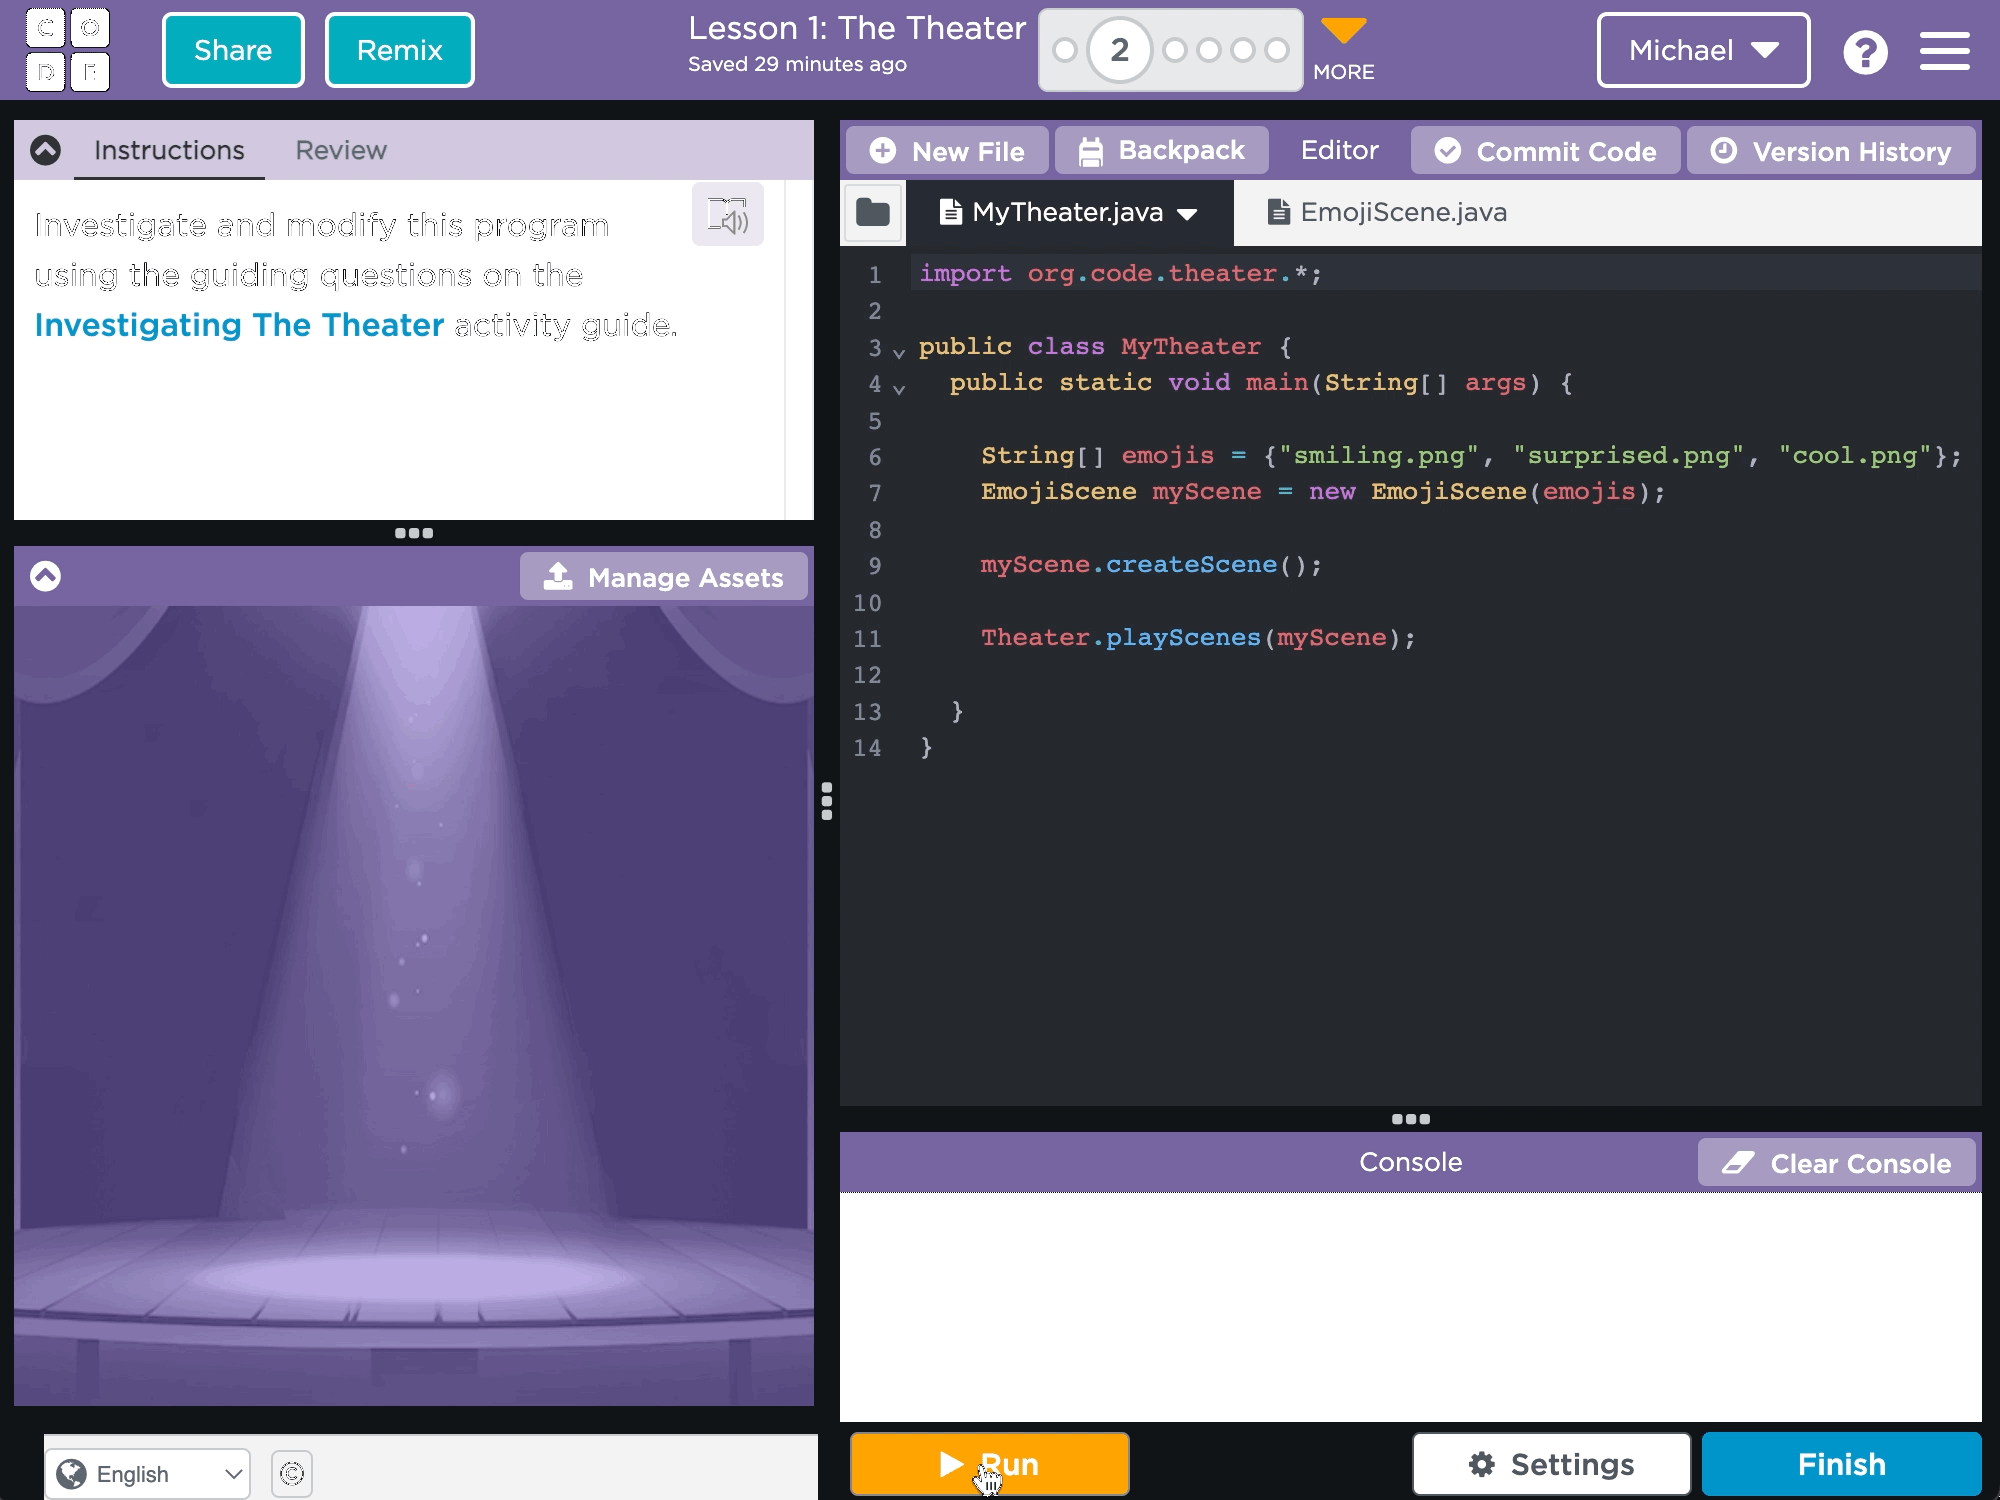 C O
D E
Share
Remix
Lesson 1: The Theater
Saved 29 minutes ago
2
MORE
Michael
?
Instructions
Review
Investigate and modify this program
using the guiding questions on the
Investigating The Theater activity guide.
Manage Assets
New File
Backpack
Editor
Commit Code
Version History
MyTheater.java
EmojiScene.java
1 import org.code.theater.*;
2
3 public class MyTheater {
4 public static void main(String[] args) {
5
6 String[] emojis = {"smiling.png", "surprised.png", "cool.png"};
7 EmojiScene myScene = new EmojiScene(emojis);
8
9 myScene.createScene();
10
11 Theater.playScenes(myScene);
12
13 }
14 }
Console
Clear Console
English
©
Run
Settings
Finish